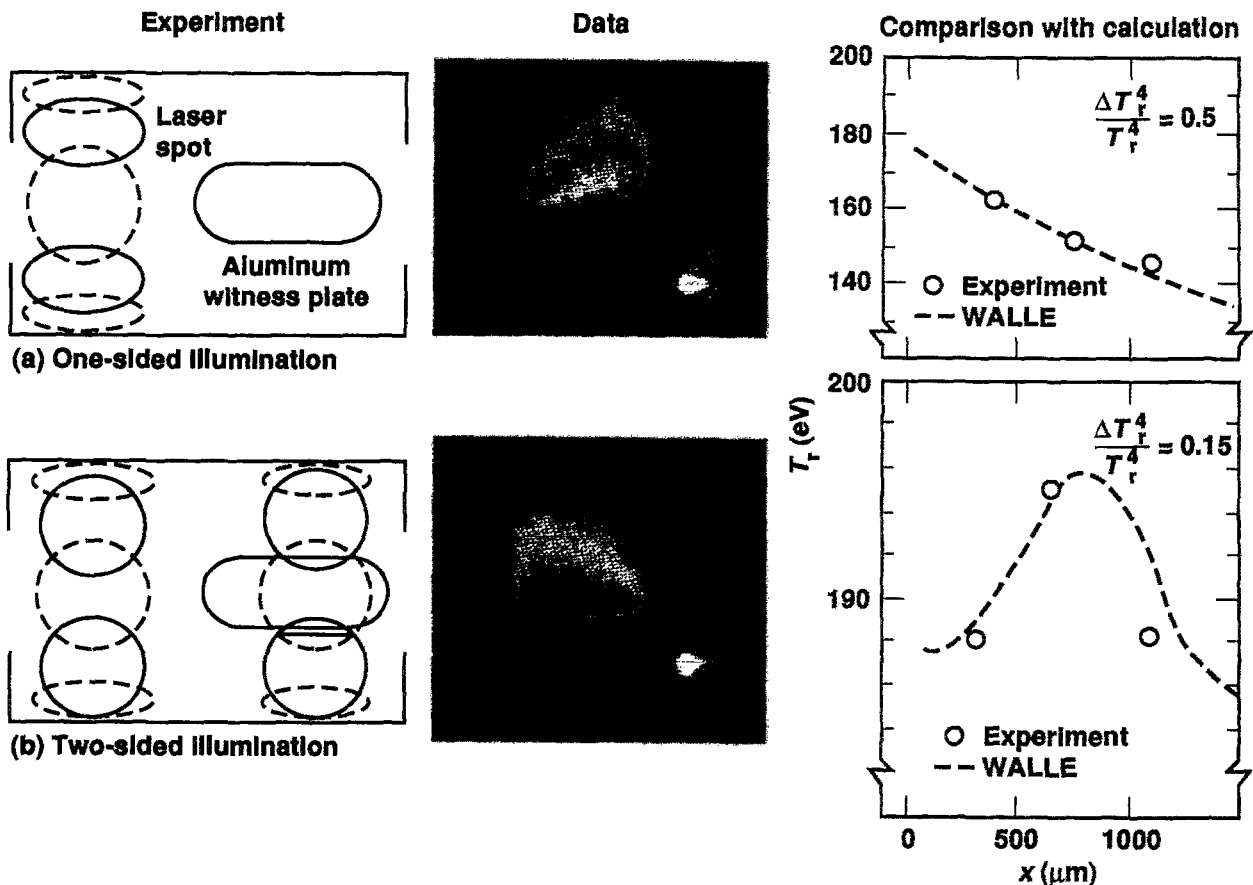 Experiment
Data
Comparison with calculation
Laser
spot
Aluminum
witness plate
(a) One-sided illumination
200
180
160
140
ΔT_r^4 / T_r^4 = 0.5
Experiment
WALLE
(b) Two-sided illumination
T_r (eV)
200
190
ΔT_r^4 / T_r^4 = 0.15
Experiment
WALLE
0
500
1000
x (μm)